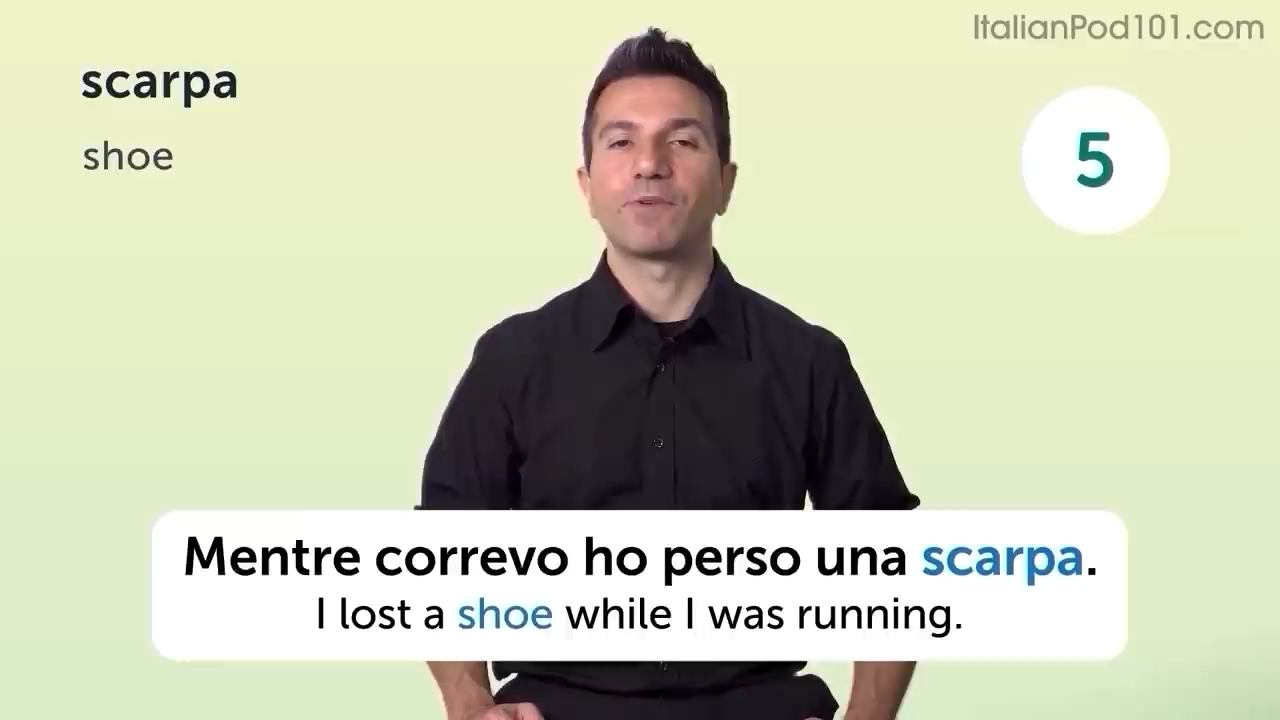 ItalianPod101.com
scarpa
shoe
5
Mentre correvo ho perso una scarpa.
I lost a shoe while I was running.